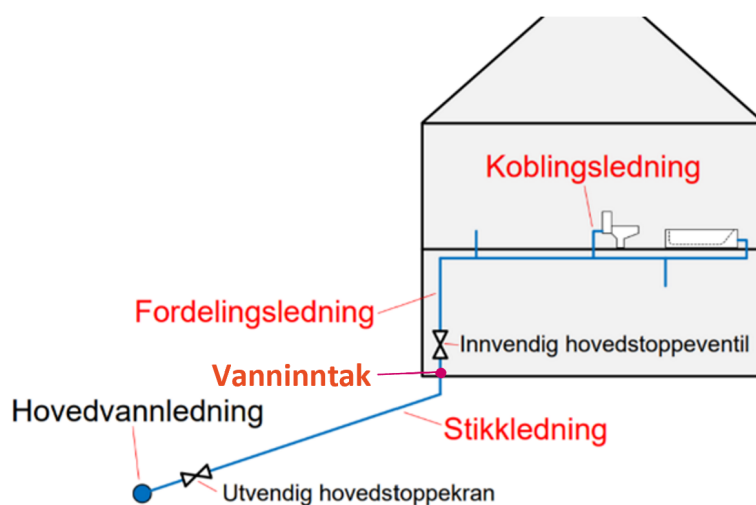 Koblingsledning
Fordelingsledning
Innvendig hovedstoppeventil
Vanninntak
Hovedvannledning
Stikkledning
Utvendig hovedstoppekran